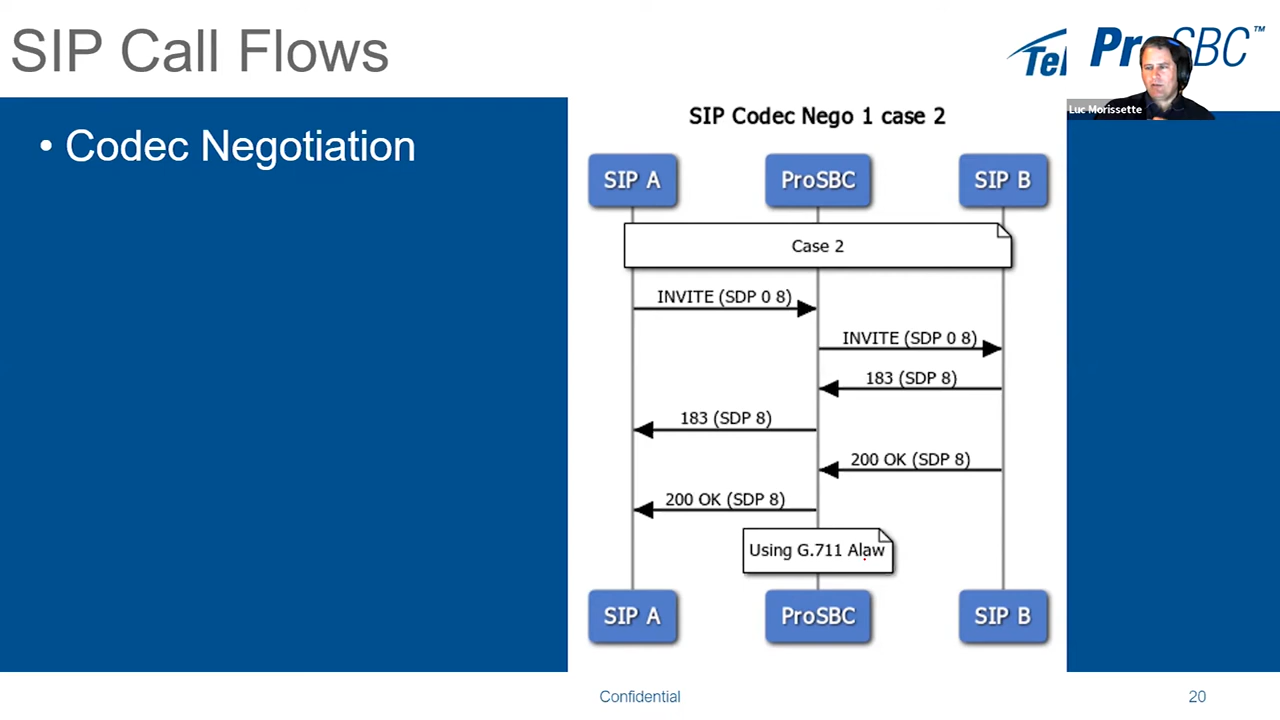 SIP Call Flows
Tel
ProSBC™
Luc Morissette
• Codec Negotiation
SIP Codec Nego 1 case 2
SIP A ProSBC SIP B
Case 2
INVITE (SDP 0 8)
INVITE (SDP 0 8)
183 (SDP 8)
183 (SDP 8)
200 OK (SDP 8)
200 OK (SDP 8)
Using G.711 Alaw
SIP A ProSBC SIP B
Confidential 20